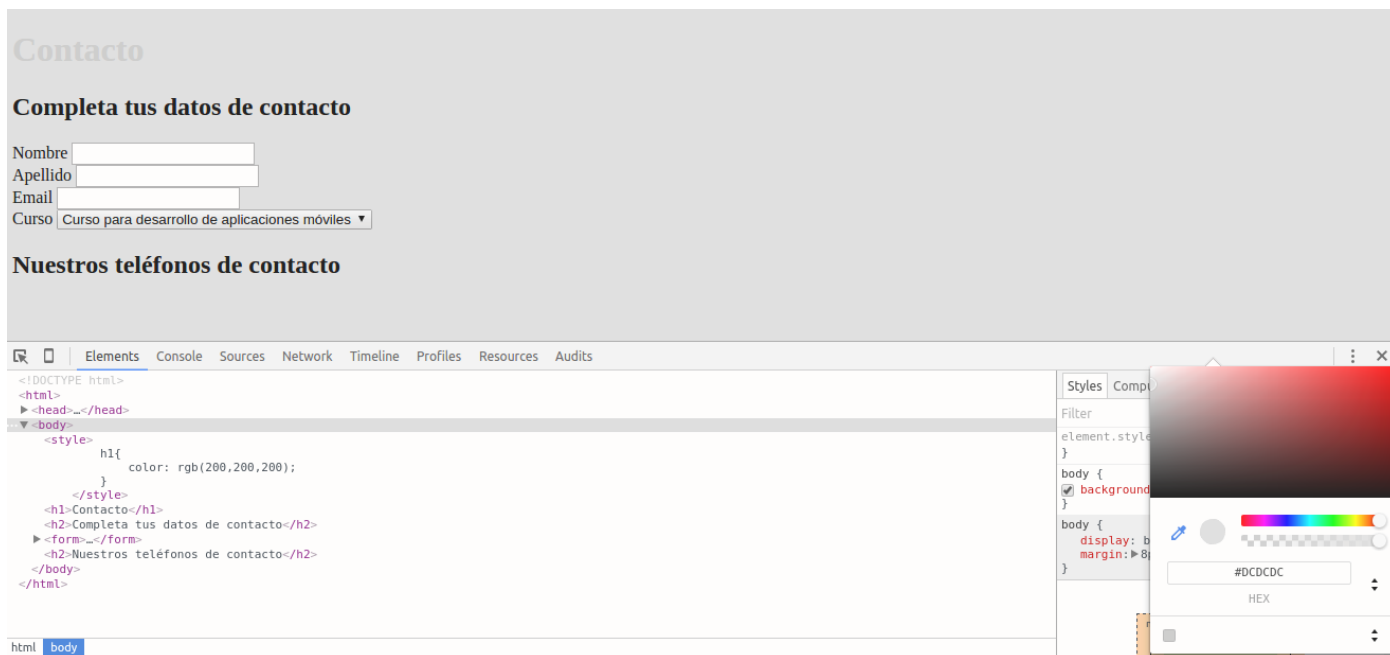 Contacto
Completa tus datos de contacto
Nombre
Apellido
Email
Curso Curso para desarrollo de aplicaciones móviles ▼
Nuestros teléfonos de contacto
Elements Console Sources Network Timeline Profiles Resources Audits
<!DOCTYPE html>
<html>
▶<head>…</head>
▼<body>
<style>
h1{
color: rgb(200,200,200);
}
</style>
<h1>Contacto</h1>
<h2>Completa tus datos de contacto</h2>
▶<form>…</form>
<h2>Nuestros teléfonos de contacto</h2>
</body>
</html>
html body
Styles
Filter
}
body {
background
}
body {
display:
margin:▶
}
#DCDCDC
HEX